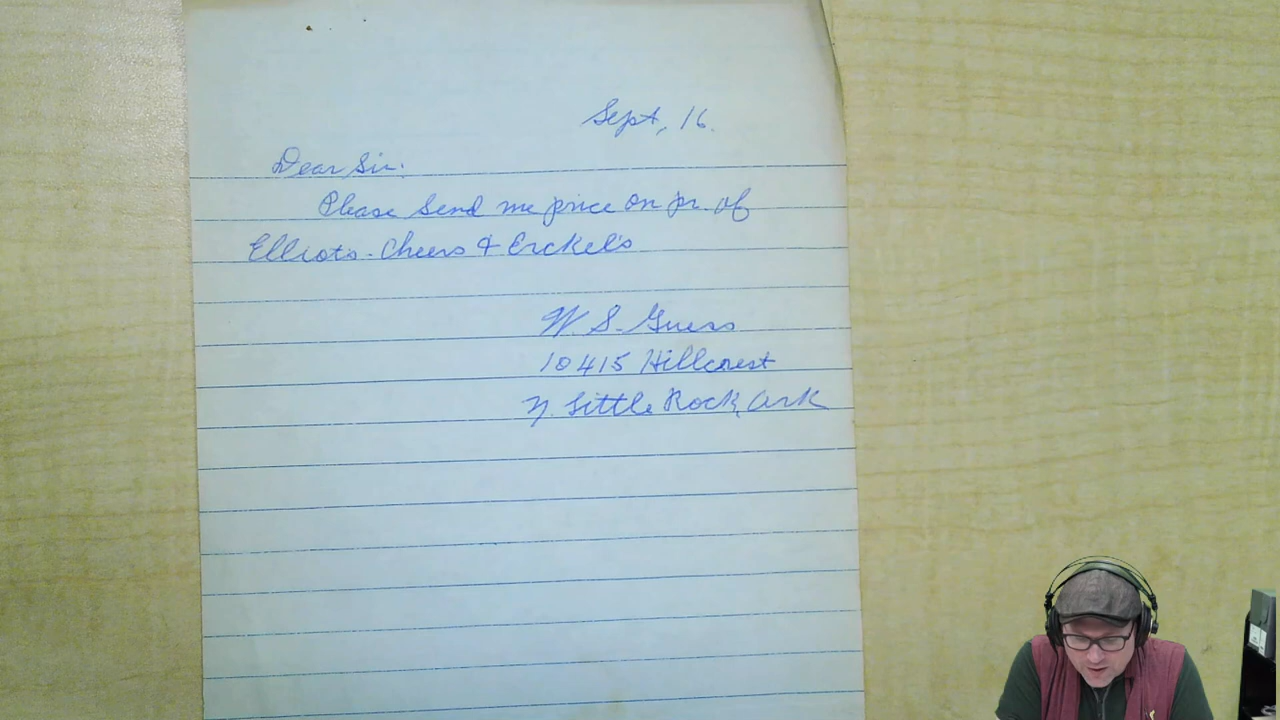 Sept, 16.
Dear Sir:
Please Send me price on pr. of
Elliot's - Cheers & Erckel's
W S. Guess
10415 Hillcrest
N. Little Rock, Ark